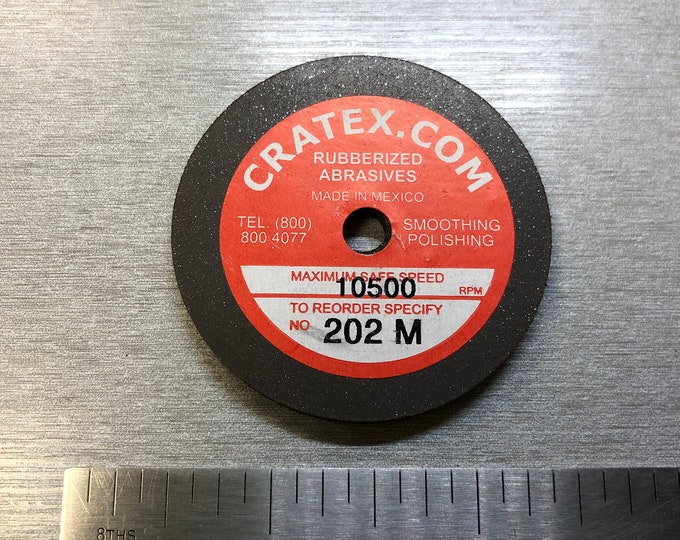 CRATEX.COM
RUBBERIZED
ABRASIVES
MADE IN MEXICO
TEL. (800)
800 4077
SMOOTHING
POLISHING
MAXIMUM SAFE SPEED
10500 RPM
TO REORDER SPECIFY
NO 202 M
8THS